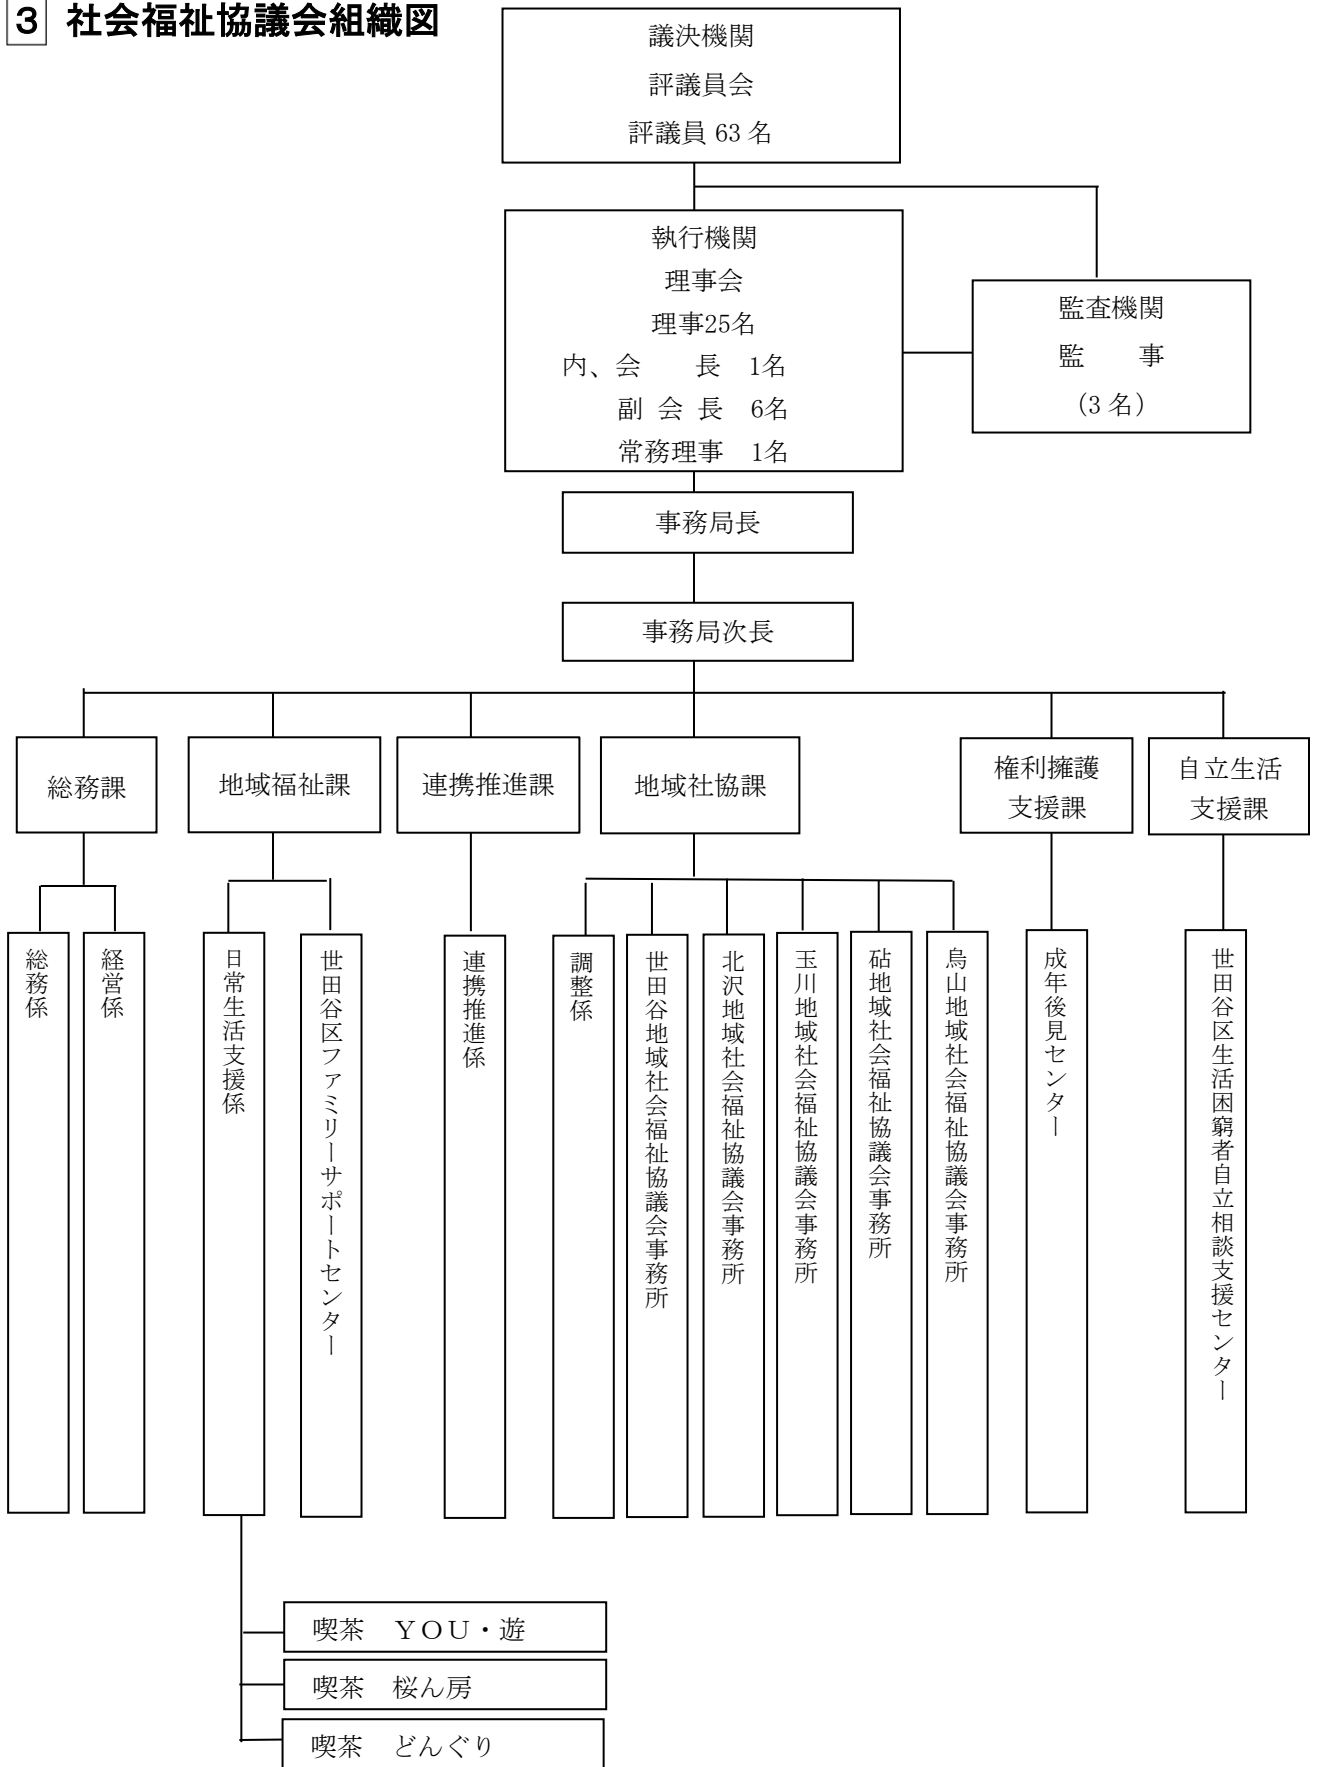 3 社会福祉協議会組織図
議決機関
評議員会
評議員 63 名
執行機関
理事会
理事25名
内、会　　長　1名
副 会 長　6名
常務理事　1名
監査機関
監　　事
（3 名）
事務局長
事務局次長
総務課
地域福祉課
連携推進課
地域社協課
権利擁護
支援課
自立生活
支援課
総務係
経営係
日常生活支援係
世田谷区ファミリーサポートセンター
連携推進係
調整係
世田谷地域社会福祉協議会事務所
北沢地域社会福祉協議会事務所
玉川地域社会福祉協議会事務所
砧地域社会福祉協議会事務所
烏山地域社会福祉協議会事務所
成年後見センター
世田谷区生活困窮者自立相談支援センター
喫茶　ＹＯＵ・遊
喫茶　桜ん房
喫茶　どんぐり